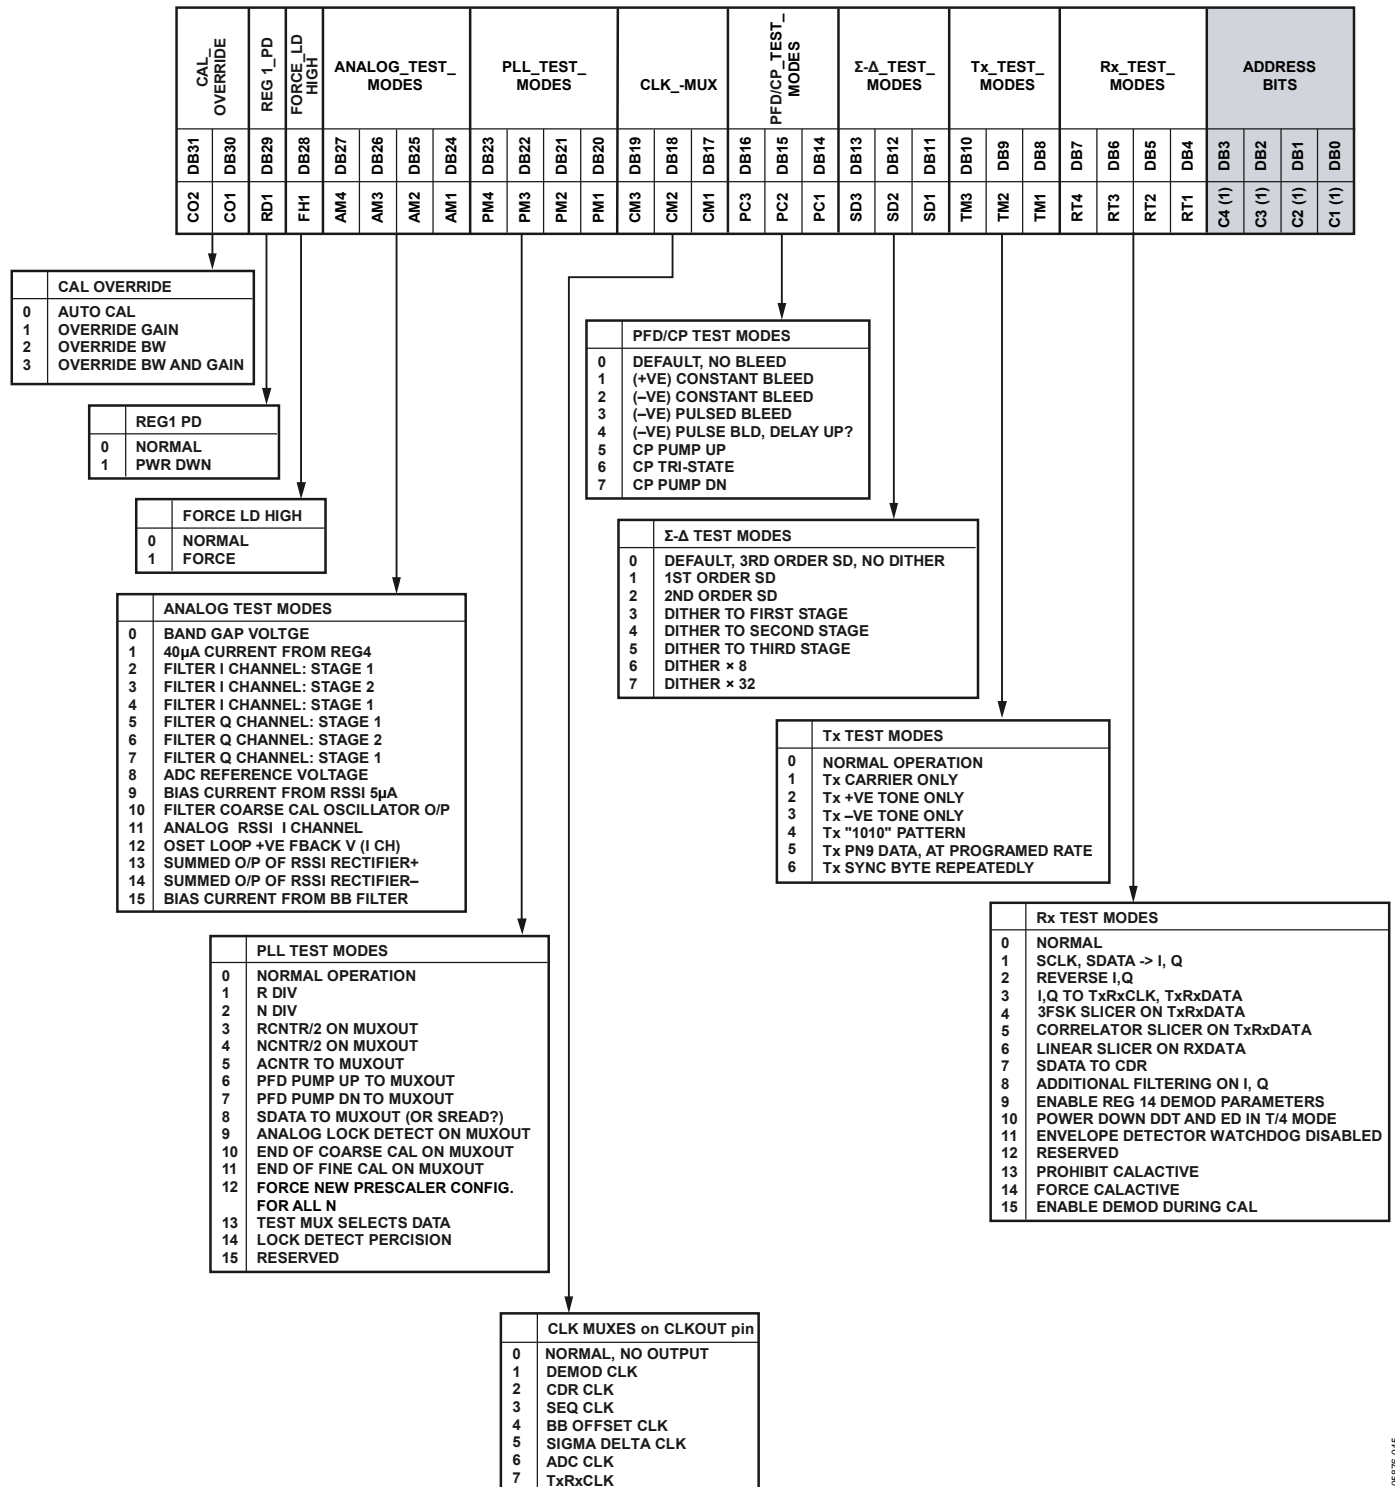 CAL_
OVERRIDE
REG 1_PD
FORCE_LD
HIGH
ANALOG_TEST_
MODES
PLL_TEST_
MODES
CLK_-MUX
PFD/CP_TEST_
MODES
Σ-Δ_TEST_
MODES
Tx_TEST_
MODES
Rx_TEST_
MODES
ADDRESS
BITS
DB31 DB30 DB29 DB28 DB27 DB26 DB25 DB24 DB23 DB22 DB21 DB20 DB19 DB18 DB17 DB16 DB15 DB14 DB13 DB12 DB11 DB10 DB9 DB8 DB7 DB6 DB5 DB4 DB3 DB2 DB1 DB0
CO2 CO1 RD1 FH1 AM4 AM3 AM2 AM1 PM4 PM3 PM2 PM1 CM3 CM2 CM1 PC3 PC2 PC1 SD3 SD2 SD1 TM3 TM2 TM1 RT4 RT3 RT2 RT1 C4 (1) C3 (1) C2 (1) C1 (1)
CAL OVERRIDE
0 AUTO CAL
1 OVERRIDE GAIN
2 OVERRIDE BW
3 OVERRIDE BW AND GAIN
REG1 PD
0 NORMAL
1 PWR DWN
FORCE LD HIGH
0 NORMAL
1 FORCE
ANALOG TEST MODES
0 BAND GAP VOLTGE
1 40µA CURRENT FROM REG4
2 FILTER I CHANNEL: STAGE 1
3 FILTER I CHANNEL: STAGE 2
4 FILTER I CHANNEL: STAGE 1
5 FILTER Q CHANNEL: STAGE 1
6 FILTER Q CHANNEL: STAGE 2
7 FILTER Q CHANNEL: STAGE 1
8 ADC REFERENCE VOLTAGE
9 BIAS CURRENT FROM RSSI 5µA
10 FILTER COARSE CAL OSCILLATOR O/P
11 ANALOG RSSI I CHANNEL
12 OSET LOOP +VE FBACK V (I CH)
13 SUMMED O/P OF RSSI RECTIFIER+
14 SUMMED O/P OF RSSI RECTIFIER–
15 BIAS CURRENT FROM BB FILTER
PLL TEST MODES
0 NORMAL OPERATION
1 R DIV
2 N DIV
3 RCNTR/2 ON MUXOUT
4 NCNTR/2 ON MUXOUT
5 ACNTR TO MUXOUT
6 PFD PUMP UP TO MUXOUT
7 PFD PUMP DN TO MUXOUT
8 SDATA TO MUXOUT (OR SREAD?)
9 ANALOG LOCK DETECT ON MUXOUT
10 END OF COARSE CAL ON MUXOUT
11 END OF FINE CAL ON MUXOUT
12 FORCE NEW PRESCALER CONFIG.
FOR ALL N
13 TEST MUX SELECTS DATA
14 LOCK DETECT PERCISION
15 RESERVED
CLK MUXES on CLKOUT pin
0 NORMAL, NO OUTPUT
1 DEMOD CLK
2 CDR CLK
3 SEQ CLK
4 BB OFFSET CLK
5 SIGMA DELTA CLK
6 ADC CLK
7 TxRxCLK
PFD/CP TEST MODES
0 DEFAULT, NO BLEED
1 (+VE) CONSTANT BLEED
2 (–VE) CONSTANT BLEED
3 (–VE) PULSED BLEED
4 (–VE) PULSE BLD, DELAY UP?
5 CP PUMP UP
6 CP TRI-STATE
7 CP PUMP DN
Σ-Δ TEST MODES
0 DEFAULT, 3RD ORDER SD, NO DITHER
1 1ST ORDER SD
2 2ND ORDER SD
3 DITHER TO FIRST STAGE
4 DITHER TO SECOND STAGE
5 DITHER TO THIRD STAGE
6 DITHER × 8
7 DITHER × 32
Tx TEST MODES
0 NORMAL OPERATION
1 Tx CARRIER ONLY
2 Tx +VE TONE ONLY
3 Tx –VE TONE ONLY
4 Tx "1010" PATTERN
5 Tx PN9 DATA, AT PROGRAMED RATE
6 Tx SYNC BYTE REPEATEDLY
Rx TEST MODES
0 NORMAL
1 SCLK, SDATA -> I, Q
2 REVERSE I,Q
3 I,Q TO TxRxCLK, TxRxDATA
4 3FSK SLICER ON TxRxDATA
5 CORRELATOR SLICER ON TxRxDATA
6 LINEAR SLICER ON RXDATA
7 SDATA TO CDR
8 ADDITIONAL FILTERING ON I, Q
9 ENABLE REG 14 DEMOD PARAMETERS
10 POWER DOWN DDT AND ED IN T/4 MODE
11 ENVELOPE DETECTOR WATCHDOG DISABLED
12 RESERVED
13 PROHIBIT CALACTIVE
14 FORCE CALACTIVE
15 ENABLE DEMOD DURING CAL